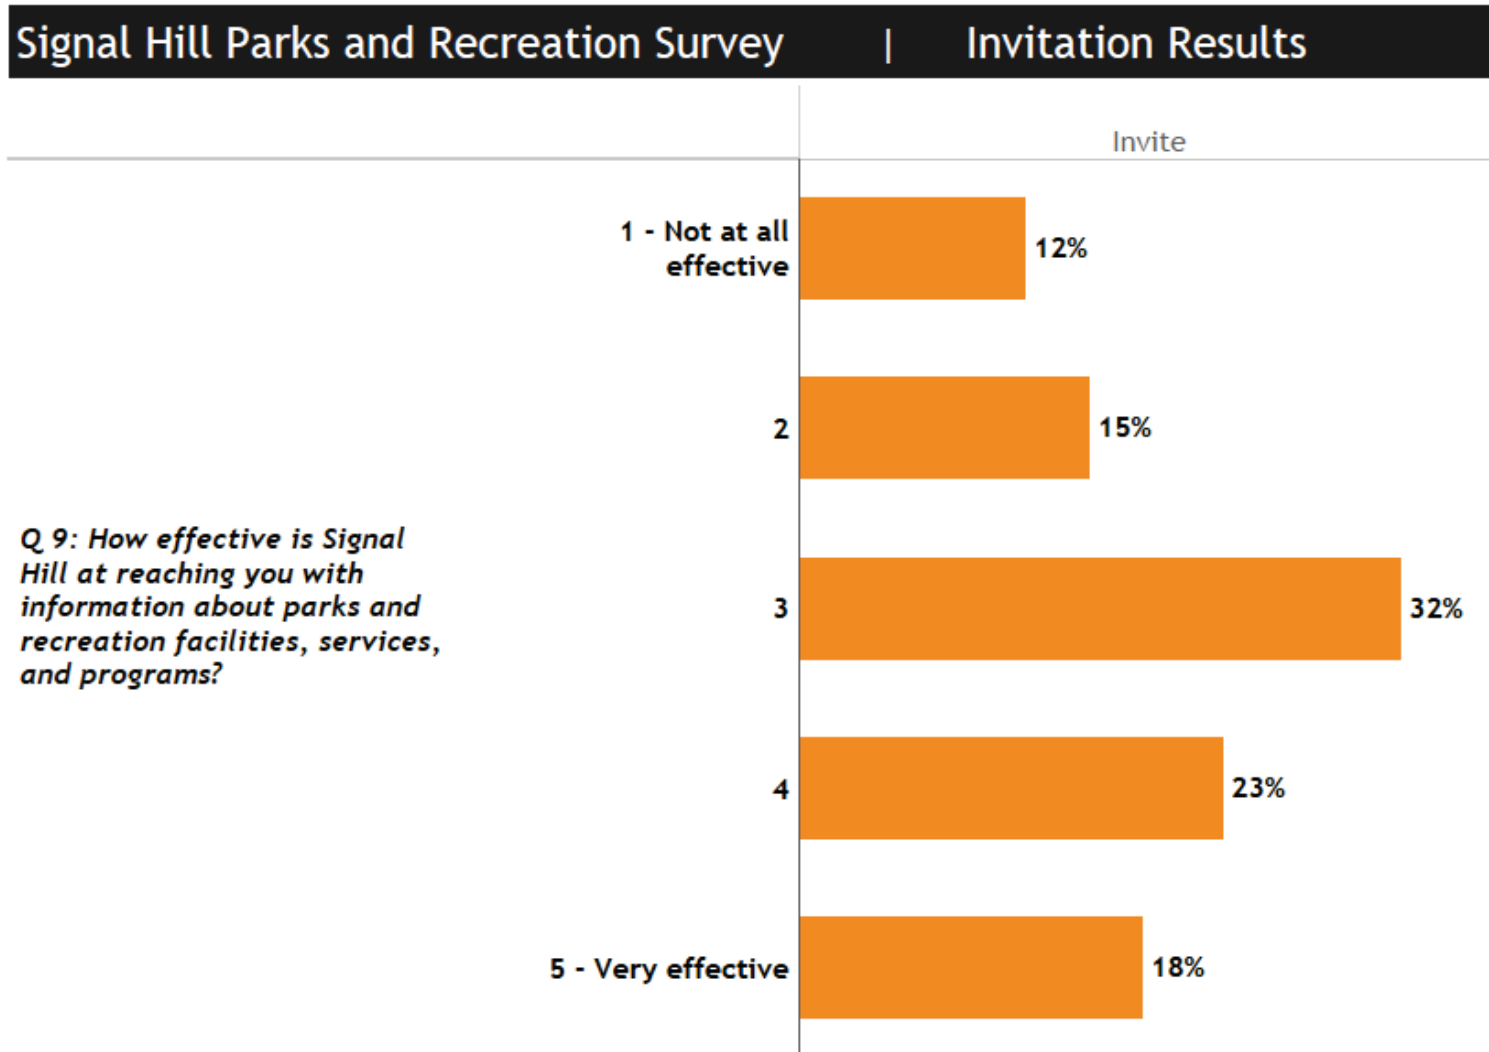 Signal Hill Parks and Recreation Survey | Invitation Results
Invite
Q 9: How effective is Signal
Hill at reaching you with
information about parks and
recreation facilities, services,
and programs?
1 - Not at all
effective
12%
2
15%
3
32%
4
23%
5 - Very effective
18%